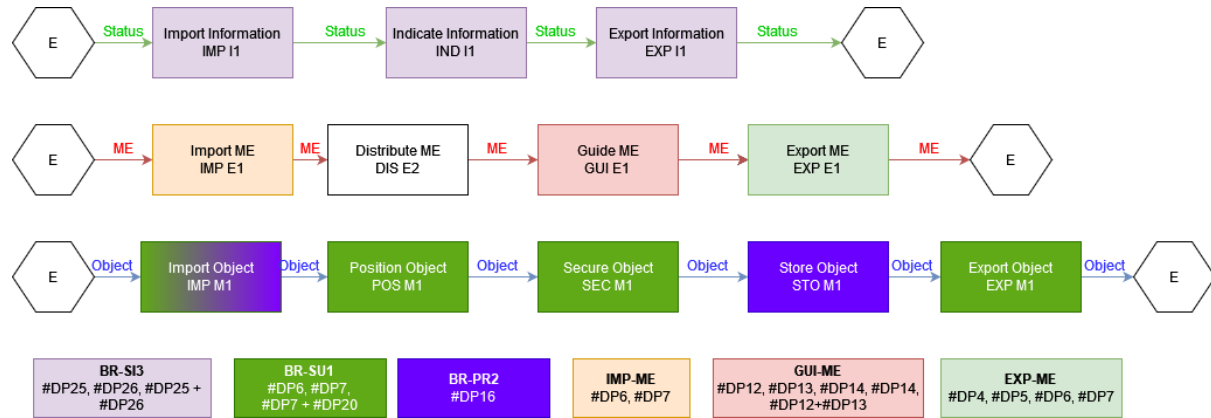 E
Status
Import Information
IMP I1
Status
Indicate Information
IND I1
Status
Export Information
EXP I1
Status
E
E
ME
Import ME
IMP E1
ME
Distribute ME
DIS E2
ME
Guide ME
GUI E1
ME
Export ME
EXP E1
ME
E
E
Object
Import Object
IMP M1
Object
Position Object
POS M1
Object
Secure Object
SEC M1
Object
Store Object
STO M1
Object
Export Object
EXP M1
Object
E
BR-SI3
#DP25, #DP26, #DP25 +
#DP26
BR-SU1
#DP6, #DP7,
#DP7 + #DP20
BR-PR2
#DP16
IMP-ME
#DP6, #DP7
GUI-ME
#DP12, #DP13, #DP14, #DP14,
#DP12+#DP13
EXP-ME
#DP4, #DP5, #DP6, #DP7